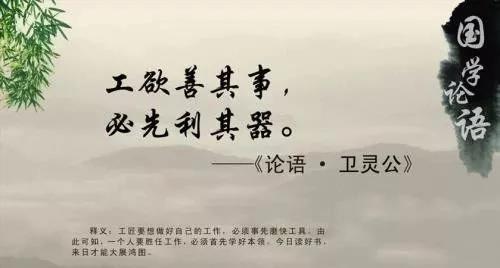 国学论语
工欲善其事，
必先利其器。
——《论语·卫灵公》
释义：工匠要想做好自己的工作，必须事先磨快工具。由
此可知，一个人要胜任工作，必须首先学好本领。今日读好书，
来日才能大展鸿图。